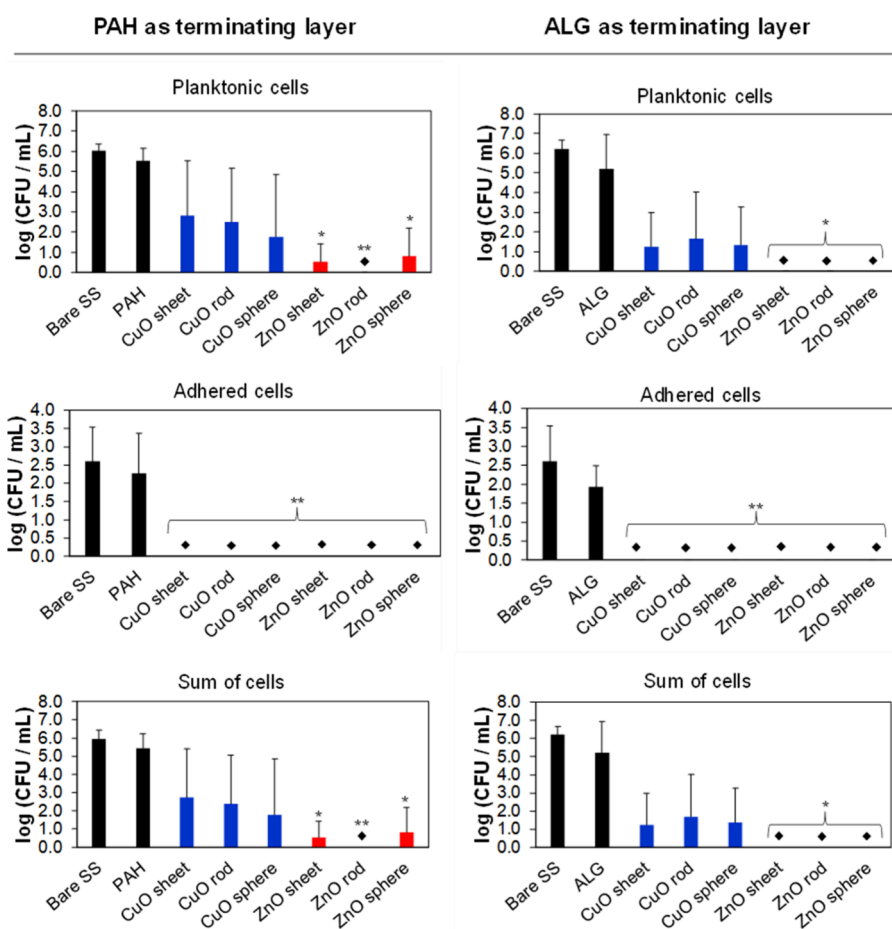 PAH as terminating layer
ALG as terminating layer
Planktonic cells
log (CFU / mL)
8.0
7.0
6.0
5.0
4.0
3.0
2.0
1.0
0.0
*
**
*
Bare SS
PAH
CuO sheet
CuO rod
CuO sphere
ZnO sheet
ZnO rod
ZnO sphere
Planktonic cells
log (CFU / mL)
8.0
7.0
6.0
5.0
4.0
3.0
2.0
1.0
0.0
*
Bare SS
ALG
CuO sheet
CuO rod
CuO sphere
ZnO sheet
ZnO rod
ZnO sphere
Adhered cells
log (CFU / mL)
4.0
3.5
3.0
2.5
2.0
1.5
1.0
0.5
0.0
**
Bare SS
PAH
CuO sheet
CuO rod
CuO sphere
ZnO sheet
ZnO rod
ZnO sphere
Adhered cells
log (CFU / mL)
4.0
3.5
3.0
2.5
2.0
1.5
1.0
0.5
0.0
**
Bare SS
ALG
CuO sheet
CuO rod
CuO sphere
ZnO sheet
ZnO rod
ZnO sphere
Sum of cells
log (CFU / mL)
8.0
7.0
6.0
5.0
4.0
3.0
2.0
1.0
0.0
*
**
*
Bare SS
PAH
CuO sheet
CuO rod
CuO sphere
ZnO sheet
ZnO rod
ZnO sphere
Sum of cells
log (CFU / mL)
8.0
7.0
6.0
5.0
4.0
3.0
2.0
1.0
0.0
*
Bare SS
ALG
CuO sheet
CuO rod
CuO sphere
ZnO sheet
ZnO rod
ZnO sphere